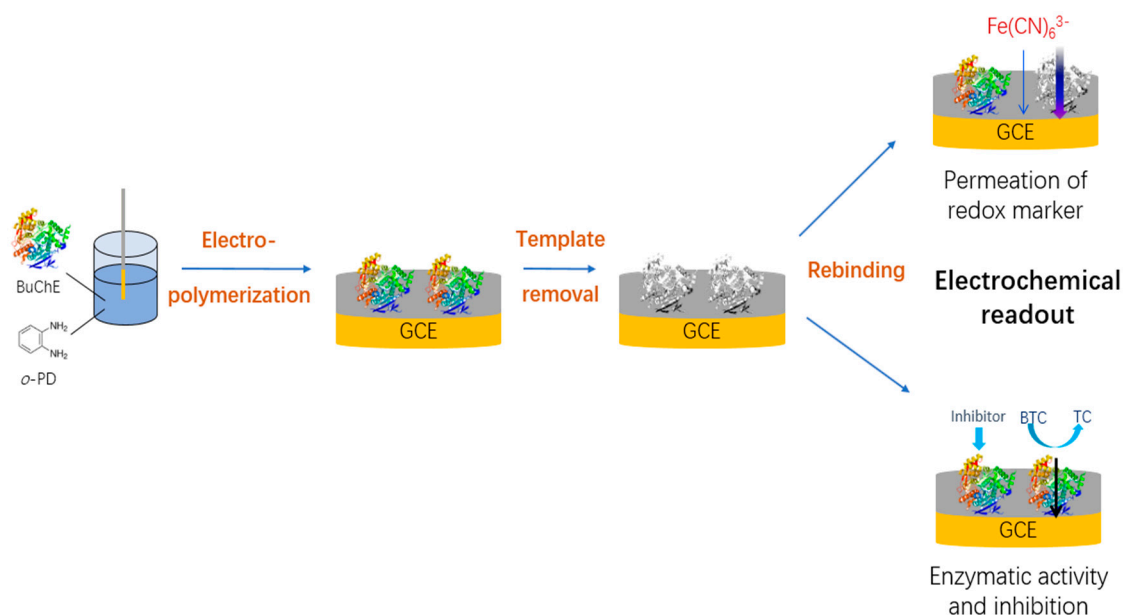 BuChE
NH₂
NH₂
o-PD
Electro-
polymerization
GCE
Template
removal
GCE
Rebinding
Fe(CN)₆³⁻
GCE
Permeation of
redox marker
Electrochemical
readout
Inhibitor
BTC
TC
GCE
Enzymatic activity
and inhibition